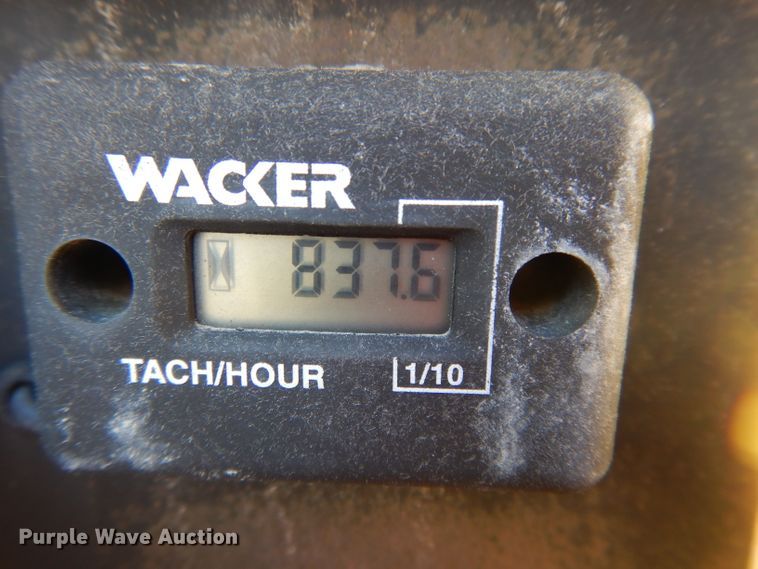 WACKER
837.6
TACH/HOUR 1/10
Purple Wave Auction